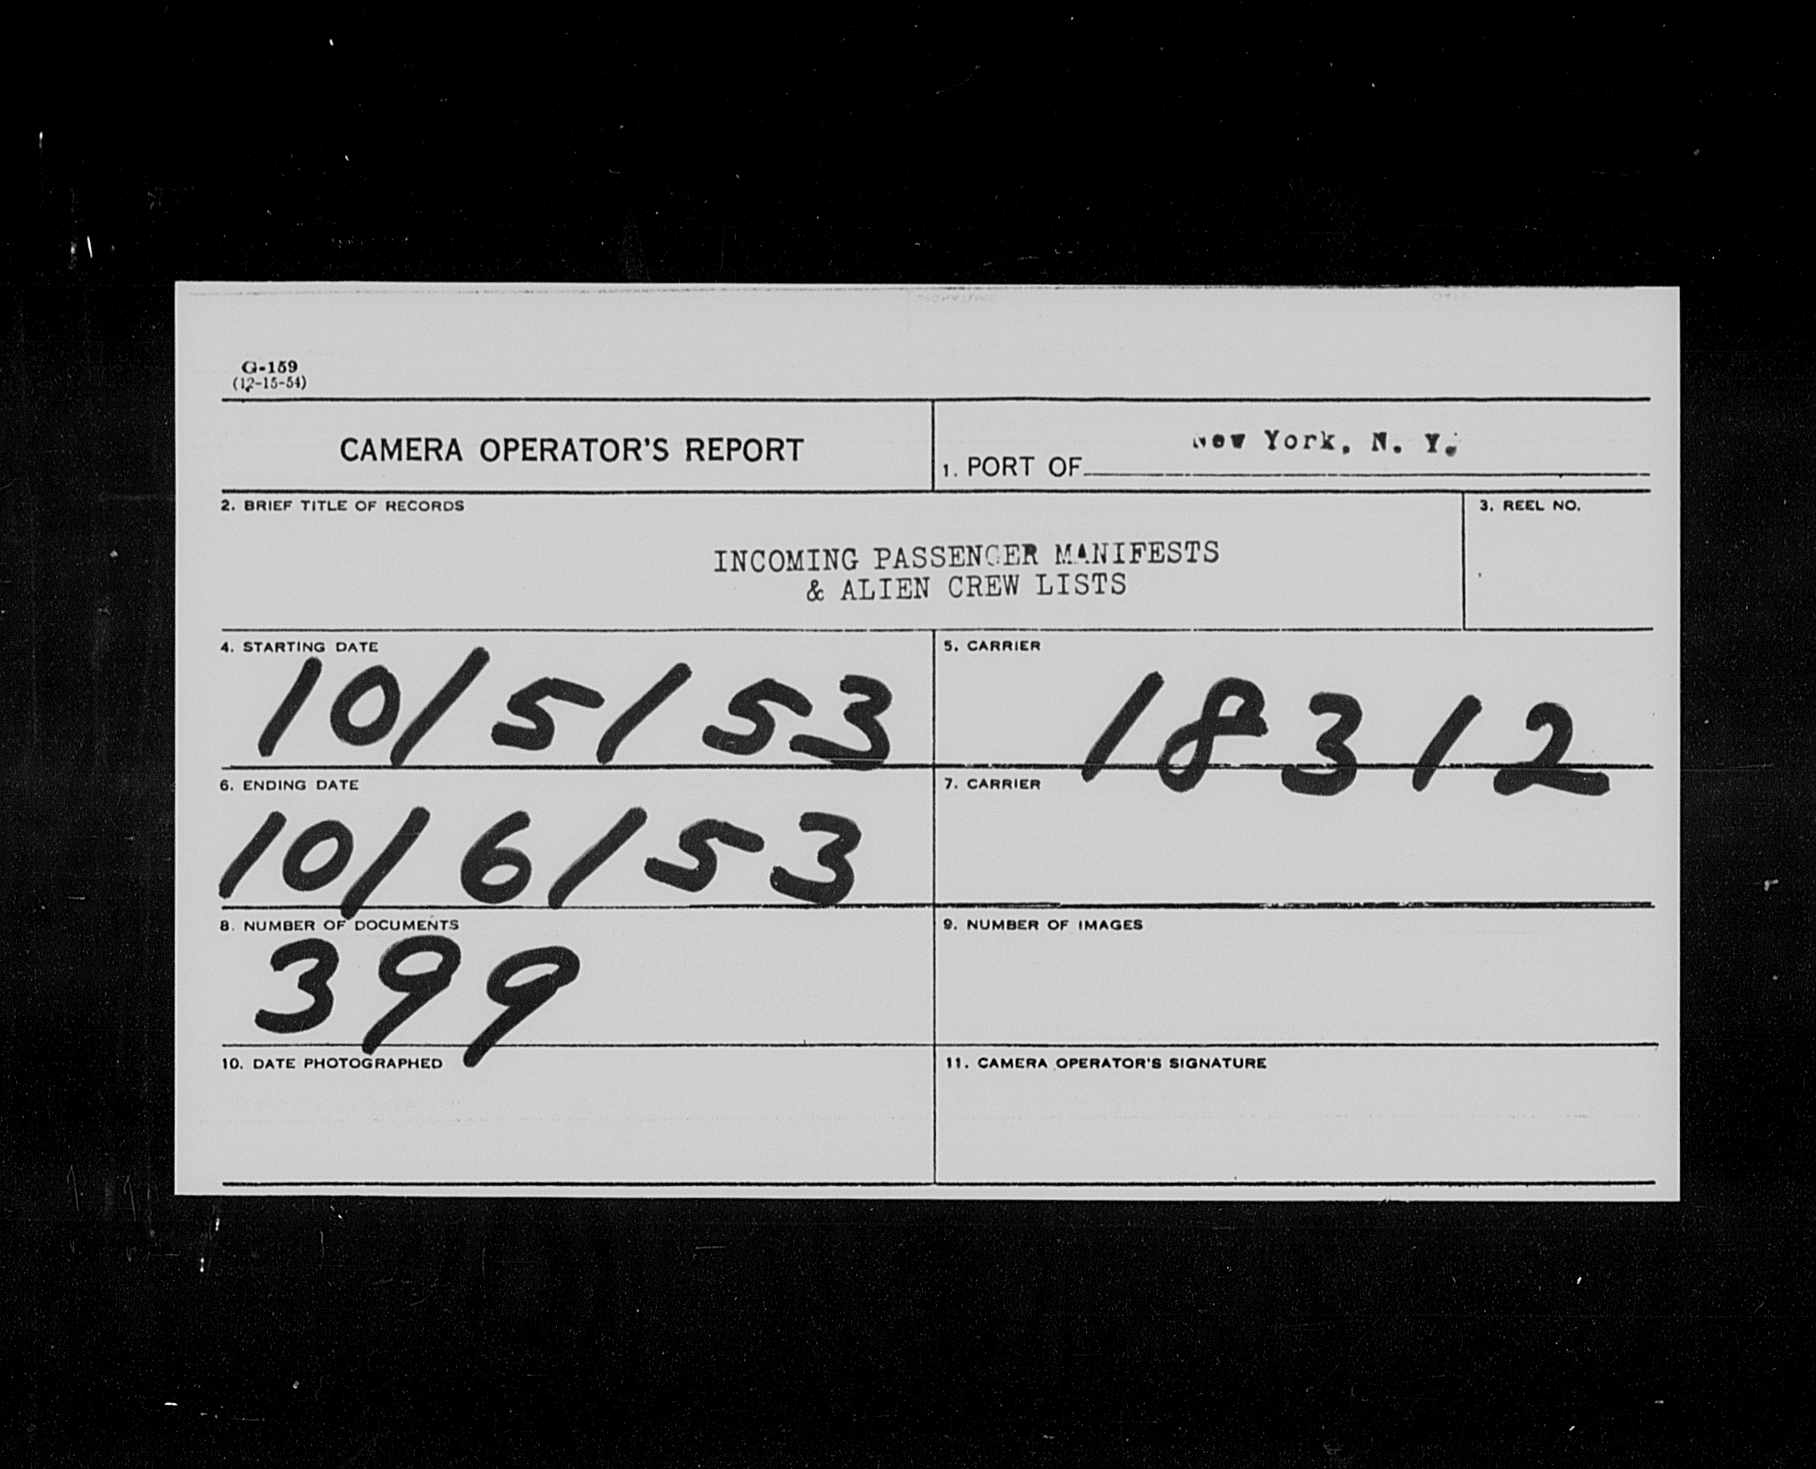 G-159
(12-15-54)
CAMERA OPERATOR'S REPORT
1. PORT OF New York, N. Y.
2. BRIEF TITLE OF RECORDS
INCOMING PASSENGER MANIFESTS
& ALIEN CREW LISTS
3. REEL NO.
4. STARTING DATE
10/5/53
5. CARRIER
18312
6. ENDING DATE
10/6/53
7. CARRIER
8. NUMBER OF DOCUMENTS
399
9. NUMBER OF IMAGES
10. DATE PHOTOGRAPHED
11. CAMERA OPERATOR'S SIGNATURE